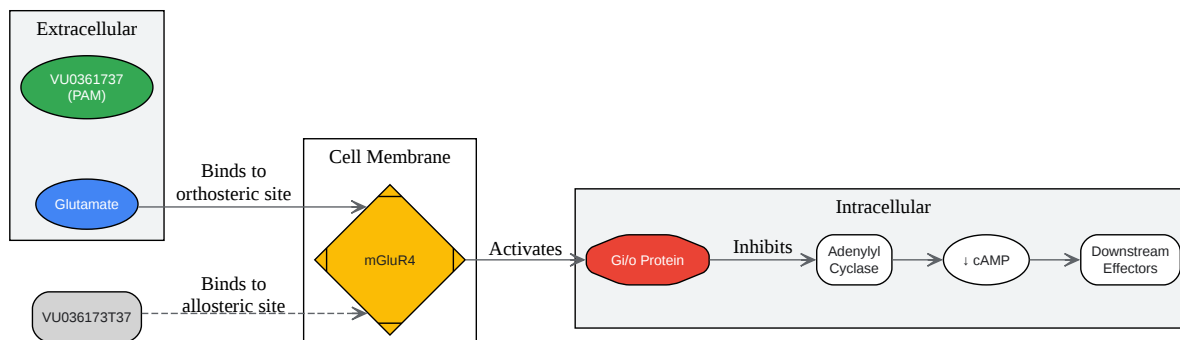 Extracellular
VU0361737
(PAM)
Glutamate
VU036173T37
Binds to
orthosteric site
Binds to
allosteric site
Cell Membrane
mGluR4
Activates
Intracellular
Gi/o Protein
Inhibits
Adenylyl
Cyclase
↓ cAMP
Downstream
Effectors